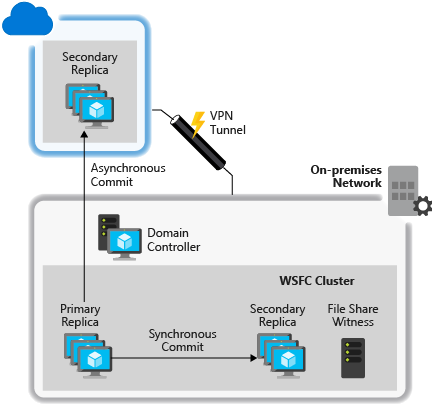 Secondary
Replica
VPN
Tunnel
Asynchronous
Commit
On-premises
Network
Domain
Controller
WSFC Cluster
Primary
Replica
Synchronous
Commit
Secondary
Replica
File Share
Witness